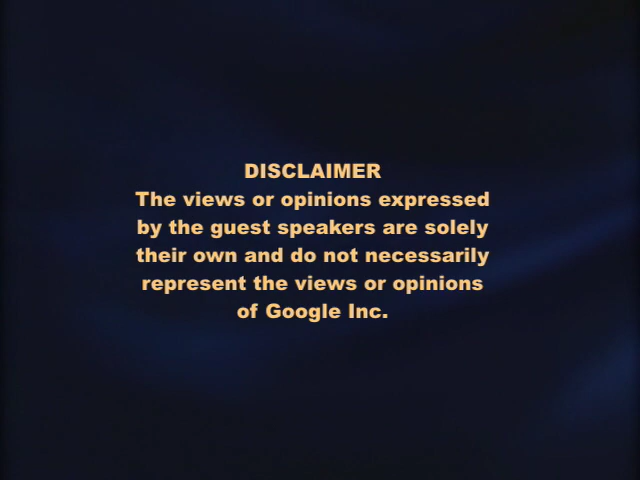 DISCLAIMER
The views or opinions expressed
by the guest speakers are solely
their own and do not necessarily
represent the views or opinions
of Google Inc.